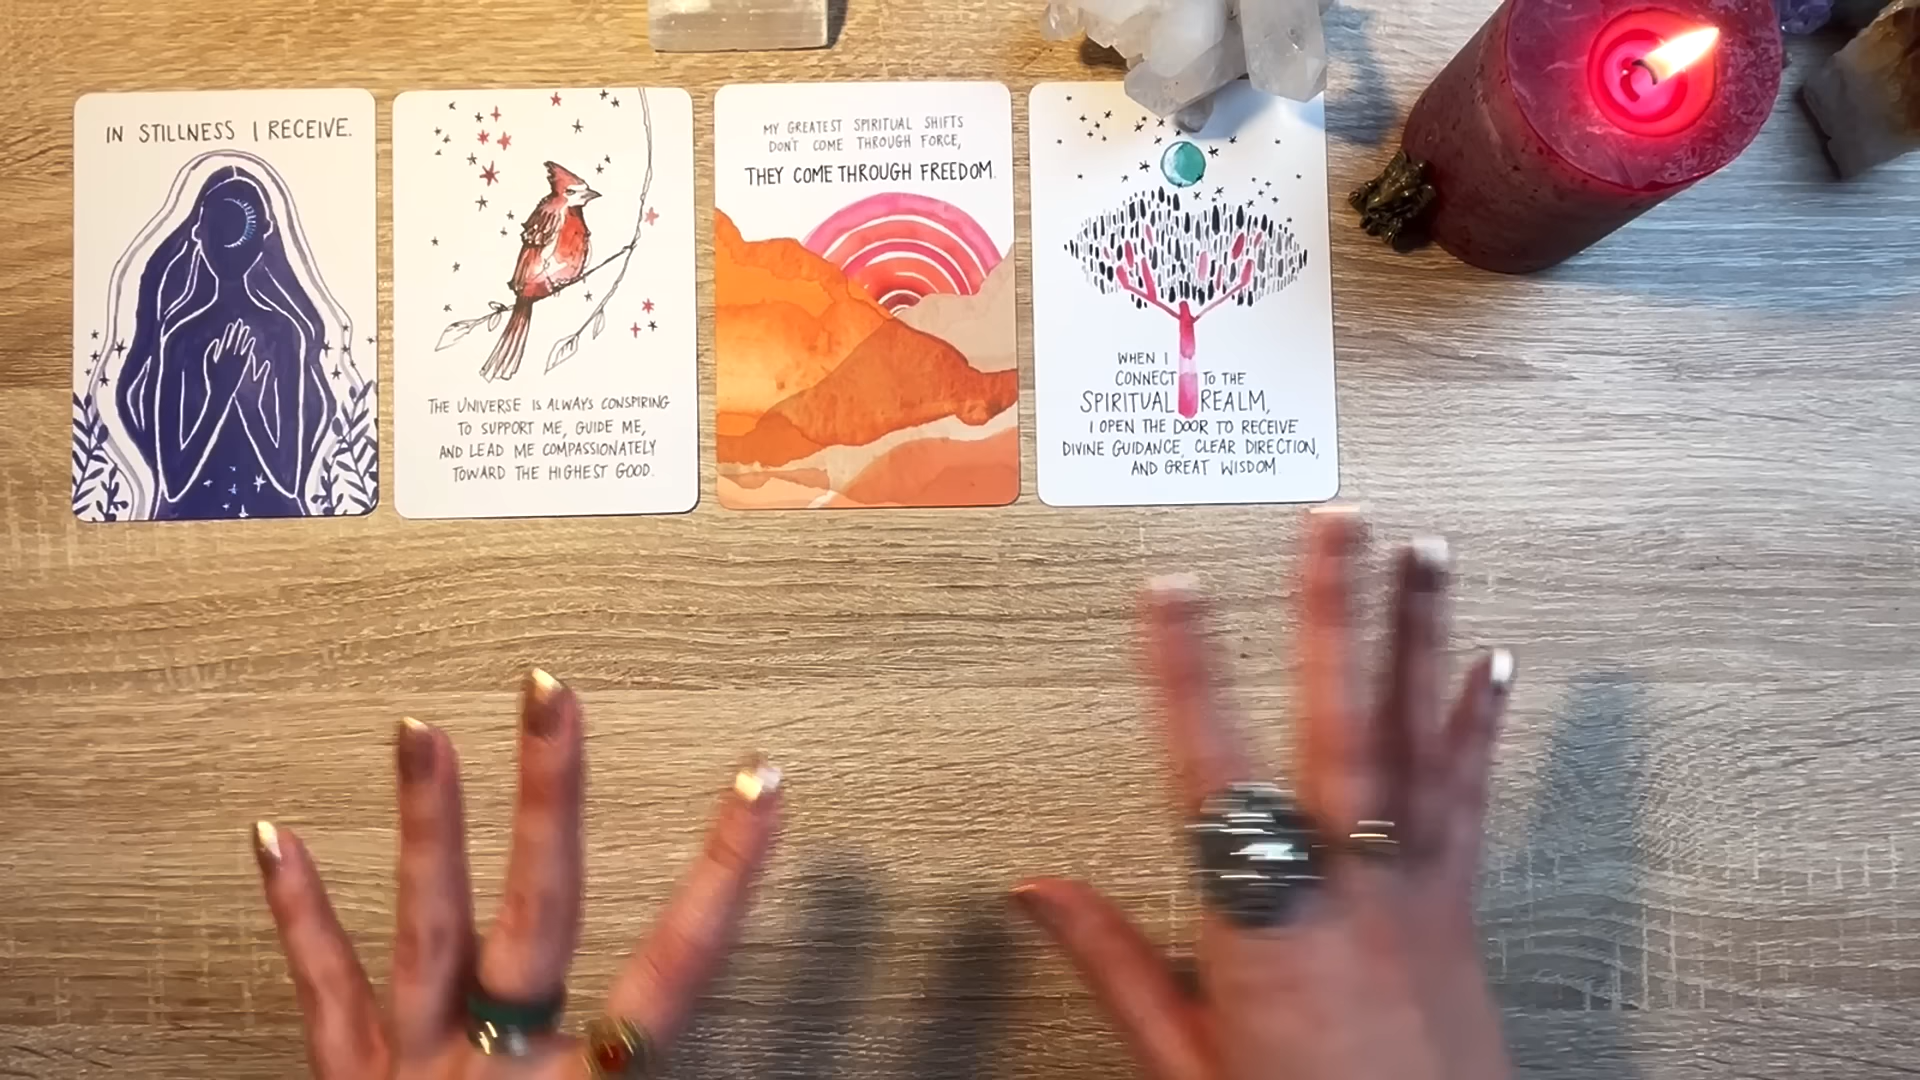 IN STILLNESS I RECEIVE.
THE UNIVERSE IS ALWAYS CONSPIRING
TO SUPPORT ME, GUIDE ME,
AND LEAD ME COMPASSIONATELY
TOWARD THE HIGHEST GOOD.
MY GREATEST SPIRITUAL SHIFTS
DON'T COME THROUGH FORCE,
THEY COME THROUGH FREEDOM.
WHEN I
CONNECT TO THE
SPIRITUAL REALM,
I OPEN THE DOOR TO RECEIVE
DIVINE GUIDANCE, CLEAR DIRECTION,
AND GREAT WISDOM.